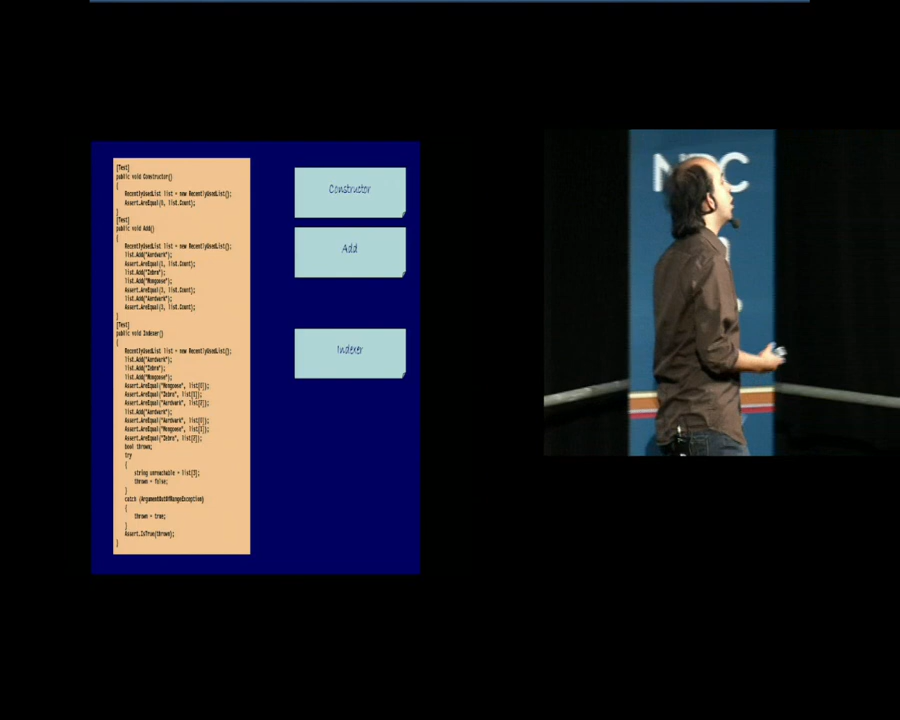 [Test]
public void Constructor()
{
RecentlyUsedList list = new RecentlyUsedList();
Assert.AreEqual(0, list.Count);
}
[Test]
public void Add()
{
RecentlyUsedList list = new RecentlyUsedList();
list.Add("Aardvark");
Assert.AreEqual(1, list.Count);
list.Add("Zebra");
list.Add("Mongoose");
Assert.AreEqual(3, list.Count);
list.Add("Aardvark");
Assert.AreEqual(3, list.Count);
}
[Test]
public void Indexer()
{
RecentlyUsedList list = new RecentlyUsedList();
list.Add("Aardvark");
list.Add("Zebra");
list.Add("Mongoose");
Assert.AreEqual("Mongoose", list[0]);
Assert.AreEqual("Zebra", list[1]);
Assert.AreEqual("Aardvark", list[2]);
list.Add("Aardvark");
Assert.AreEqual("Aardvark", list[0]);
Assert.AreEqual("Mongoose", list[1]);
Assert.AreEqual("Zebra", list[2]);
bool thrown;
try
{
string unreachable = list[3];
thrown = false;
}
catch (ArgumentOutOfRangeException)
{
thrown = true;
}
Assert.IsTrue(thrown);
}
Constructor
Add
Indexer